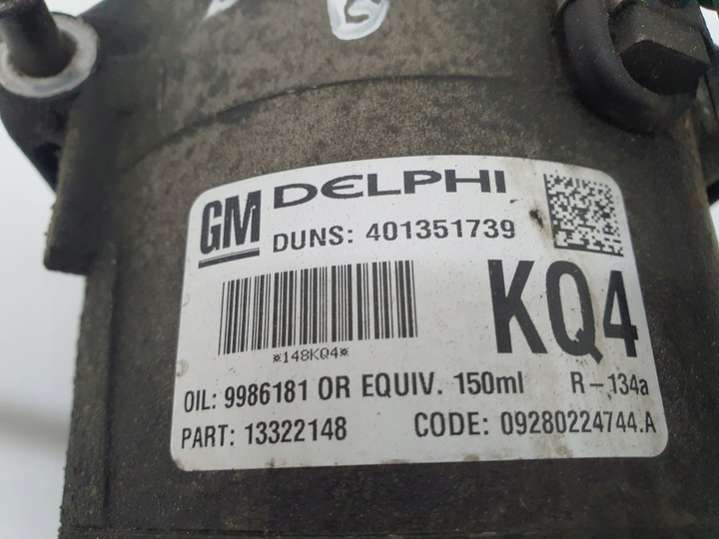 GM DELPHI
DUNS: 401351739
KQ4
*148KQ4*
OIL: 9986181 OR EQUIV. 150ml R-134a
PART: 13322148 CODE: 09280224744.A